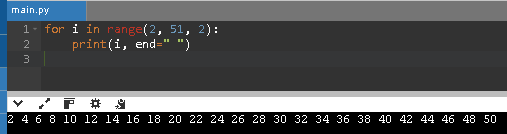 main.py
1 for i in range(2, 51, 2):
2     print(i, end=" ")
3
2 4 6 8 10 12 14 16 18 20 22 24 26 28 30 32 34 36 38 40 42 44 46 48 50